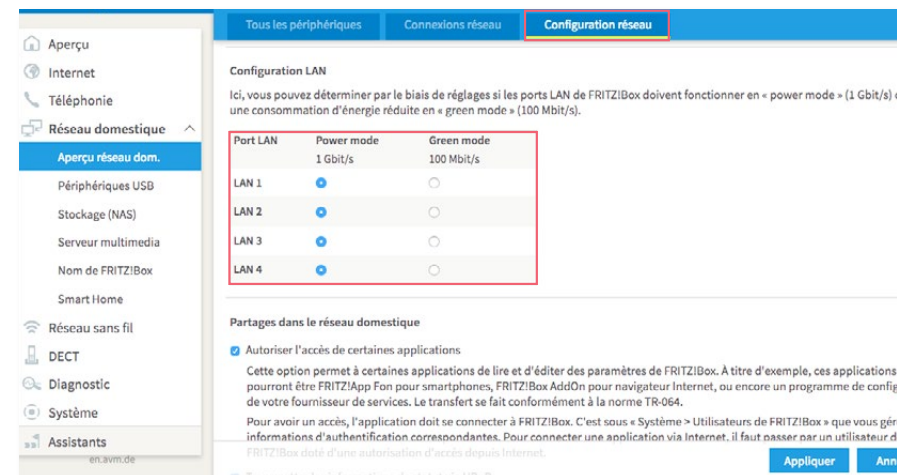 Tous les périphériques
Connexions réseau
Configuration réseau
Aperçu
Internet
Téléphonie
Réseau domestique
Aperçu réseau dom.
Périphériques USB
Stockage (NAS)
Serveur multimedia
Nom de FRITZ!Box
Smart Home
Réseau sans fil
DECT
Diagnostic
Système
Assistants
en.avm.de
Configuration LAN
Ici, vous pouvez déterminer par le biais de réglages si les ports LAN de FRITZ!Box doivent fonctionner en « power mode » (1 Gbit/s)
une consommation d'énergie réduite en « green mode » (100 Mbit/s).
Port LAN Power mode Green mode
1 Gbit/s 100 Mbit/s
LAN 1
LAN 2
LAN 3
LAN 4
Partages dans le réseau domestique
Autoriser l'accès de certaines applications
Cette option permet à certaines applications de lire et d'éditer des paramètres de FRITZ!Box. À titre d'exemple, ces applications
pourront être FRITZ!App Fon pour smartphones, FRITZ!Box AddOn pour navigateur Internet, ou encore un programme de config
de votre fournisseur de services. Le transfert se fait conformément à la norme TR-064.
Pour avoir un accès, l'application doit se connecter à FRITZ!Box. C'est sous « Système > Utilisateurs de FRITZ!Box » que vous gér
informations d'authentification correspondantes. Pour connecter une application via Internet, il faut passer par un utilisateur d
FRITZ!Box doté d'une autorisation d'accès depuis Internet.
Appliquer
Ann